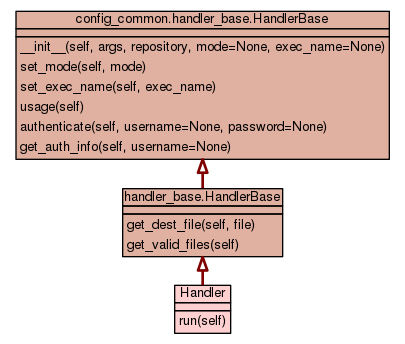 config_common.handler_base.HandlerBase
__init__(self, args, repository, mode=None, exec_name=None)
set_mode(self, mode)
set_exec_name(self, exec_name)
usage(self)
authenticate(self, username=None, password=None)
get_auth_info(self, username=None)
handler_base.HandlerBase
get_dest_file(self, file)
get_valid_files(self)
Handler
run(self)